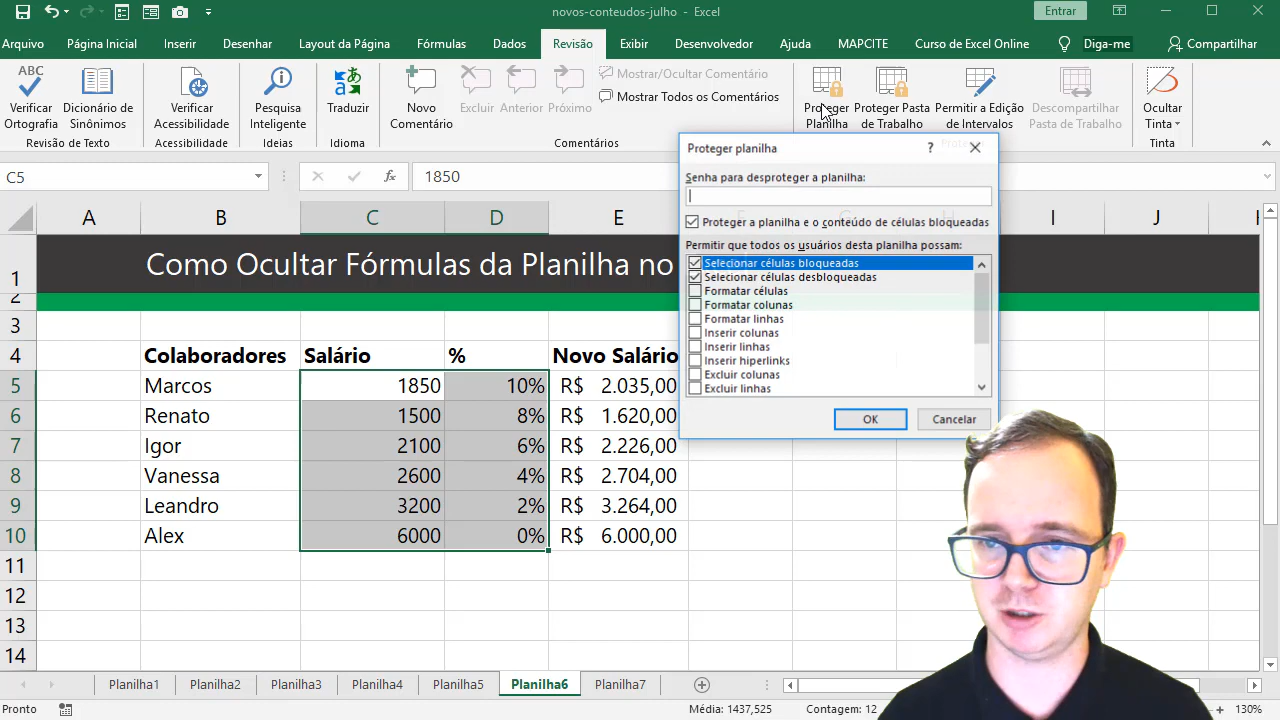 novos-conteudos-julho - Excel
Entrar
Arquivo Página Inicial Inserir Desenhar Layout da Página Fórmulas Dados Revisão Exibir Desenvolvedor Ajuda MAPCITE Curso de Excel Online Diga-me Compartilhar
ABC
Verificar Ortografia
Dicionário de Sinônimos
Verificar Acessibilidade
Pesquisa Inteligente
Traduzir
Novo Comentário
Excluir
Anterior
Próximo
Mostrar/Ocultar Comentário
Mostrar Todos os Comentários
Proteger Planilha
Proteger Pasta de Trabalho
Permitir a Edição de Intervalos
Descompartilhar Pasta de Trabalho
Ocultar Tinta
Revisão de Texto Acessibilidade Ideias Idioma Comentários Tinta
C5 fx 1850
Proteger planilha ?
Senha para desproteger a planilha:
Proteger a planilha e o conteúdo de células bloqueadas
Permitir que todos os usuários desta planilha possam:
Selecionar células bloqueadas
Selecionar células desbloqueadas
Formatar células
Formatar colunas
Formatar linhas
Inserir colunas
Inserir linhas
Inserir hiperlinks
Excluir colunas
Excluir linhas
OK Cancelar
A B C D E I J
1 Como Ocultar Fórmulas da Planilha no
2
3
4 Colaboradores Salário % Novo Salário
5 Marcos 1850 10% R$ 2.035,00
6 Renato 1500 8% R$ 1.620,00
7 Igor 2100 6% R$ 2.226,00
8 Vanessa 2600 4% R$ 2.704,00
9 Leandro 3200 2% R$ 3.264,00
10 Alex 6000 0% R$ 6.000,00
11
12
13
14
Planilha1 Planilha2 Planilha3 Planilha4 Planilha5 Planilha6 Planilha7
Pronto Média: 1437,525 Contagem: 12 130%